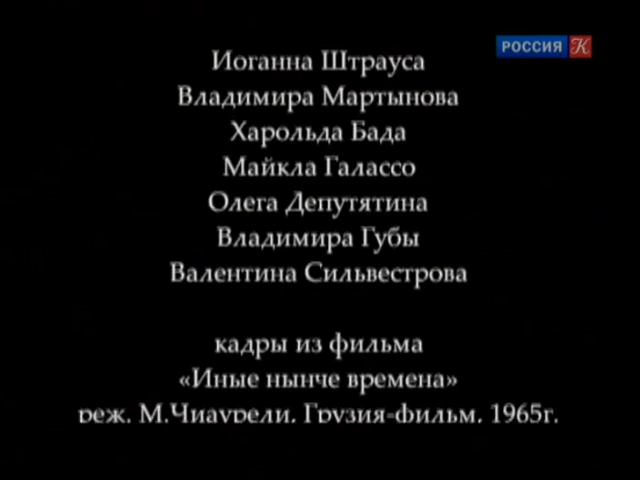 РОССИЯ К
Иоганна Штрауса
Владимира Мартынова
Харольда Бада
Майкла Галассо
Олега Депутятина
Владимира Губы
Валентина Сильвестрова
кадры из фильма
«Иные нынче времена»
реж. М.Чиаурели, Грузия-фильм, 1965г.